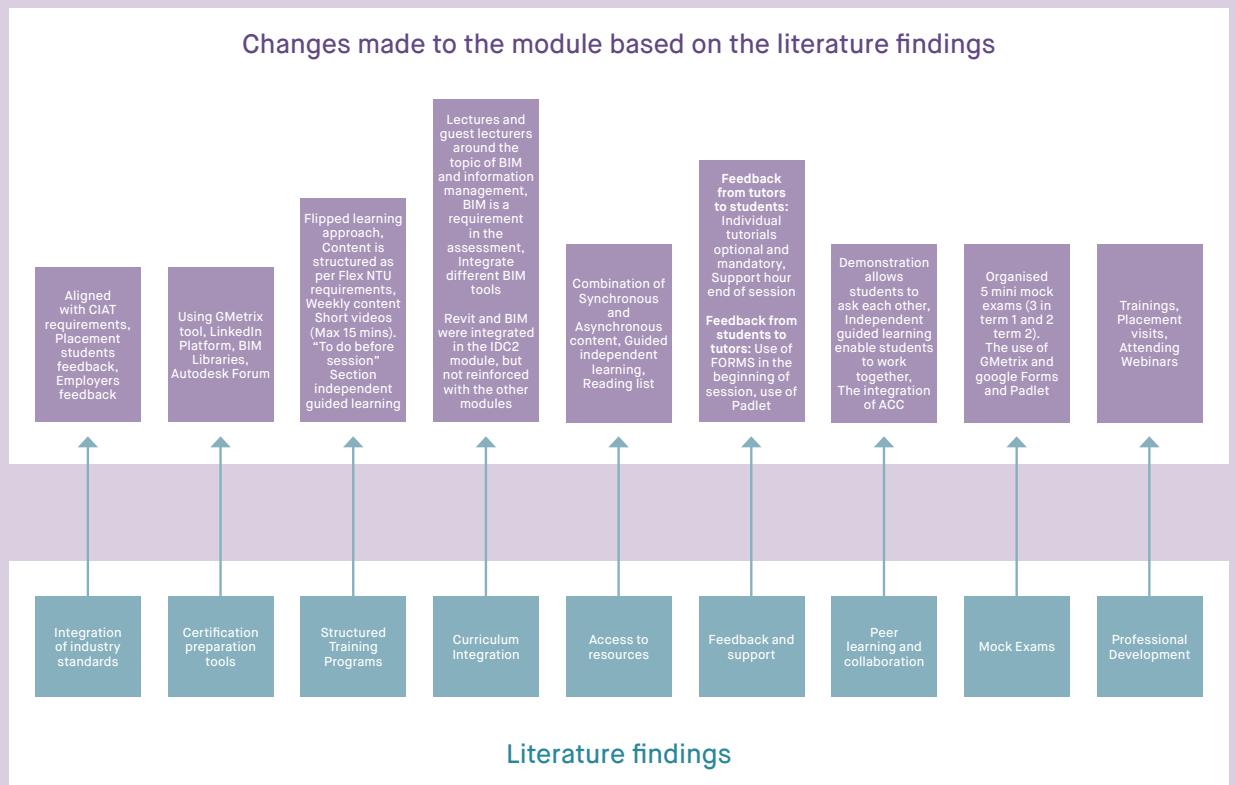 Changes made to the module based on the literature findings
Aligned
with CIAT
requirements,
Placement
students
feedback,
Employers
feedback
Using GMetrix
tool, LinkedIn
Platform, BIM
Libraries,
Autodesk Forum
Flipped learning
approach,
Content is
structured as
per Flex NTU
requirements,
Weekly content
Short videos
(Max 15 mins).
“To do before
session”
Section
independent
guided learning
Lectures and
guest lecturers
around the
topic of BIM
and information
management,
BIM is a
requirement
in the
assessment,
Integrate
different BIM
tools
Revit and BIM
were integrated
in the IDC2
module, but
not reinforced
with the other
modules
Combination of
Synchronous
and
Asynchronous
content, Guided
independent
learning,
Reading list
Feedback
from tutors
to students:
Individual
tutorials
optional and
mandatory,
Support hour
end of session
Feedback from
students to
tutors: Use of
FORMS in the
beginning of
session, use of
Padlet
Demonstration
allows
students to
ask each other,
Independent
guided learning
enable students
to work
together,
The integration
of ACC
Organised
5 mini mock
exams (3 in
term 1 and 2
term 2).
The use of
GMetrix and
google Forms
and Padlet
Trainings,
Placement
visits,
Attending
Webinars
Integration
of industry
standards
Certification
preparation
tools
Structured
Training
Programs
Curriculum
Integration
Access to
resources
Feedback and
support
Peer
learning and
collaboration
Mock Exams
Professional
Development
Literature findings